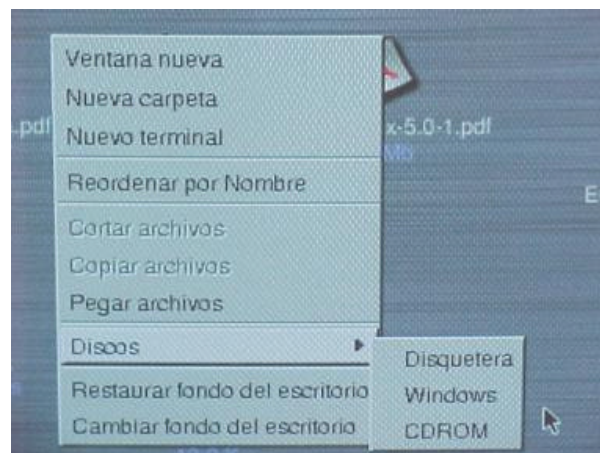 Ventana nueva
Nueva carpeta
.pdf
x-5.0-1.pdf
Nuevo terminal
Mb
Reordenar por Nombre
E
Cortar archivos
Copiar archivos
Pegar archivos
Discos
Disquetera
Restaurar fondo del escritorio
Windows
Cambiar fondo del escritorio
CDROM